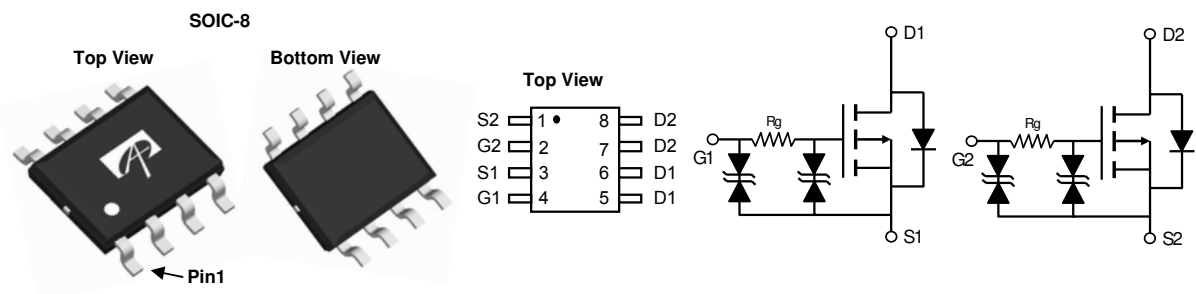 SOIC-8
Top View
Bottom View
Pin1
Top View
S2 1 8 D2
G2 2 7 D2
S1 3 6 D1
G1 4 5 D1
D1
Rg
G1
S1
D2
Rg
G2
S2